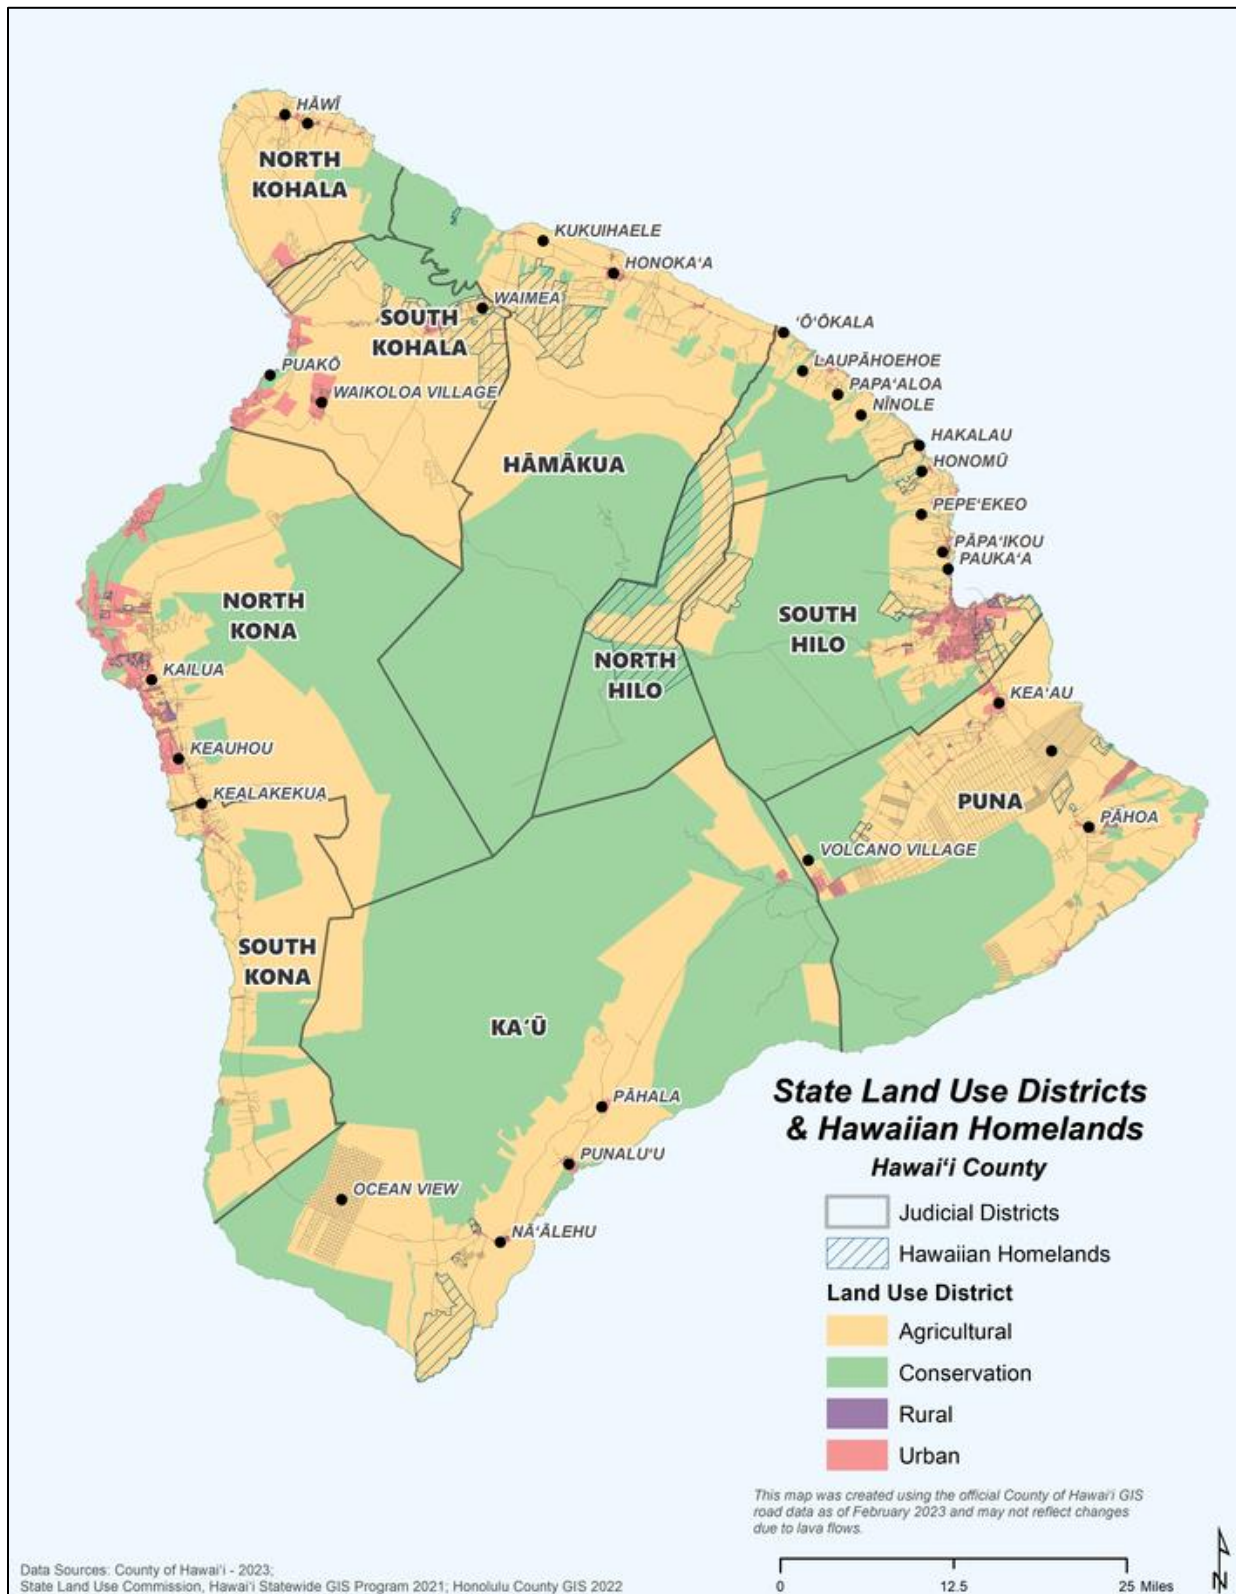 HĀWĪ
NORTH
KOHALA
KUKUIHAELE
HONOKA‘A
WAIMEA
SOUTH
KOHALA
‘Ō‘ŌKALA
LAUPĀHOEHOE
PUAKŌ
PAPA‘ALOA
WAIKOLOA VILLAGE
NĪNOLE
HAKALAU
HĀMĀKUA
HONOMŪ
PEPE‘EKEO
PĀPA‘IKOU
PAUKA‘A
NORTH
KONA
SOUTH
HILO
NORTH
HILO
KAILUA
KEA‘AU
KEAUHOU
KEALAKEKUA
PUNA
PĀHOA
VOLCANO VILLAGE
SOUTH
KONA
KA‘Ū
PĀHALA
PUNALU‘U
OCEAN VIEW
NĀ‘ĀLEHU
State Land Use Districts
& Hawaiian Homelands
Hawai‘i County
Judicial Districts
Hawaiian Homelands
Land Use District
Agricultural
Conservation
Rural
Urban
This map was created using the official County of Hawai‘i GIS
road data as of February 2023 and may not reflect changes
due to lava flows.
Data Sources: County of Hawai‘i - 2023;
State Land Use Commission, Hawai‘i Statewide GIS Program 2021; Honolulu County GIS 2022
0 12.5 25 Miles
N